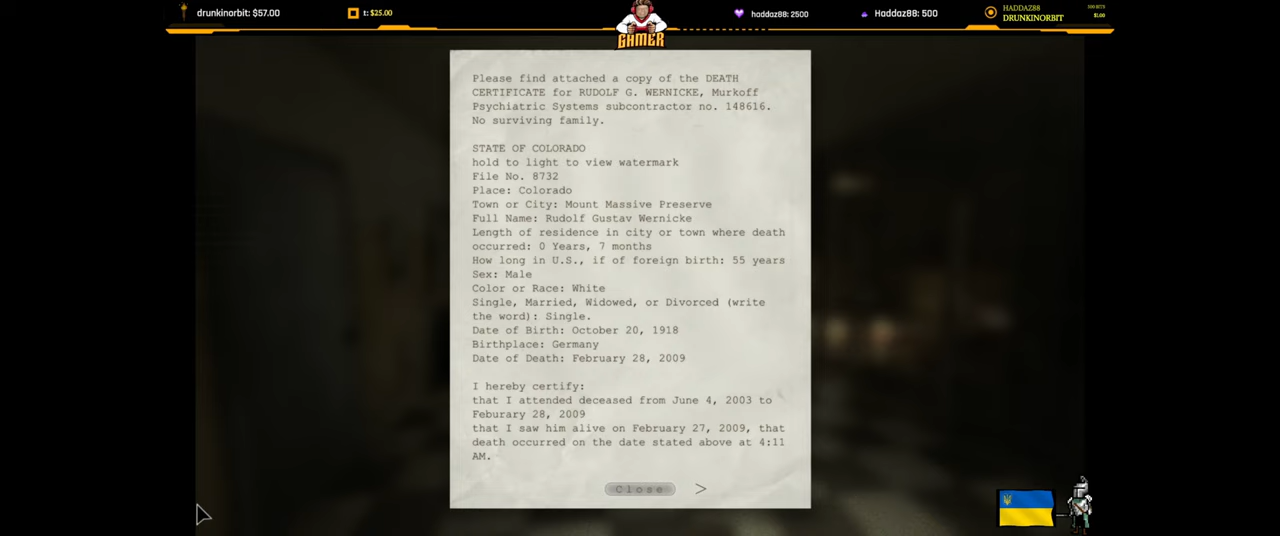 drunkinorbit: $57.00
t: $25.00
haddaz88: 2500
Haddaz88: 500
HADDAZ88
DRUNKINORBIT
500 BITS
$1.00
GAMER
Please find attached a copy of the DEATH
CERTIFICATE for RUDOLF G. WERNICKE, Murkoff
Psychiatric Systems subcontractor no. 148616.
No surviving family.
STATE OF COLORADO
hold to light to view watermark
File No. 8732
Place: Colorado
Town or City: Mount Massive Preserve
Full Name: Rudolf Gustav Wernicke
Length of residence in city or town where death
occurred: 0 Years, 7 months
How long in U.S., if of foreign birth: 55 years
Sex: Male
Color or Race: White
Single, Married, Widowed, or Divorced (write
the word): Single.
Date of Birth: October 20, 1918
Birthplace: Germany
Date of Death: February 28, 2009
I hereby certify:
that I attended deceased from June 4, 2003 to
Feburary 28, 2009
that I saw him alive on February 27, 2009, that
death occurred on the date stated above at 4:11
AM.
Close >